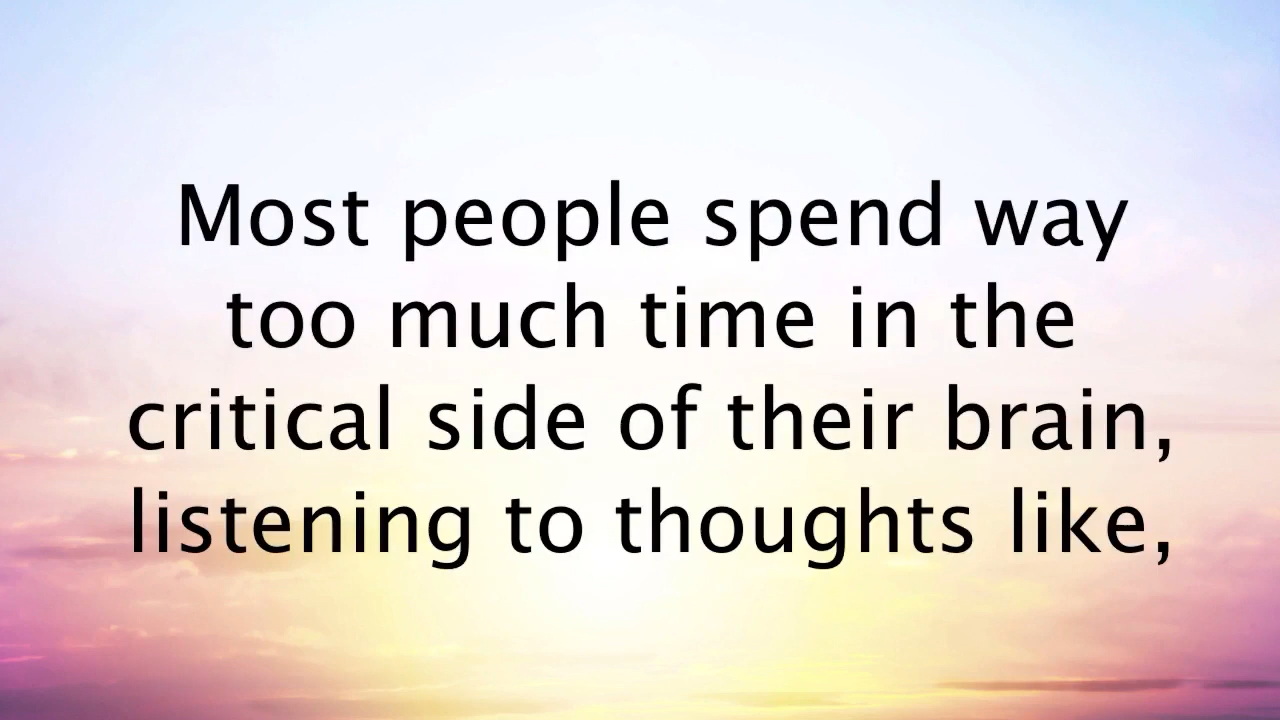 Most people spend way
too much time in the
critical side of their brain,
listening to thoughts like,